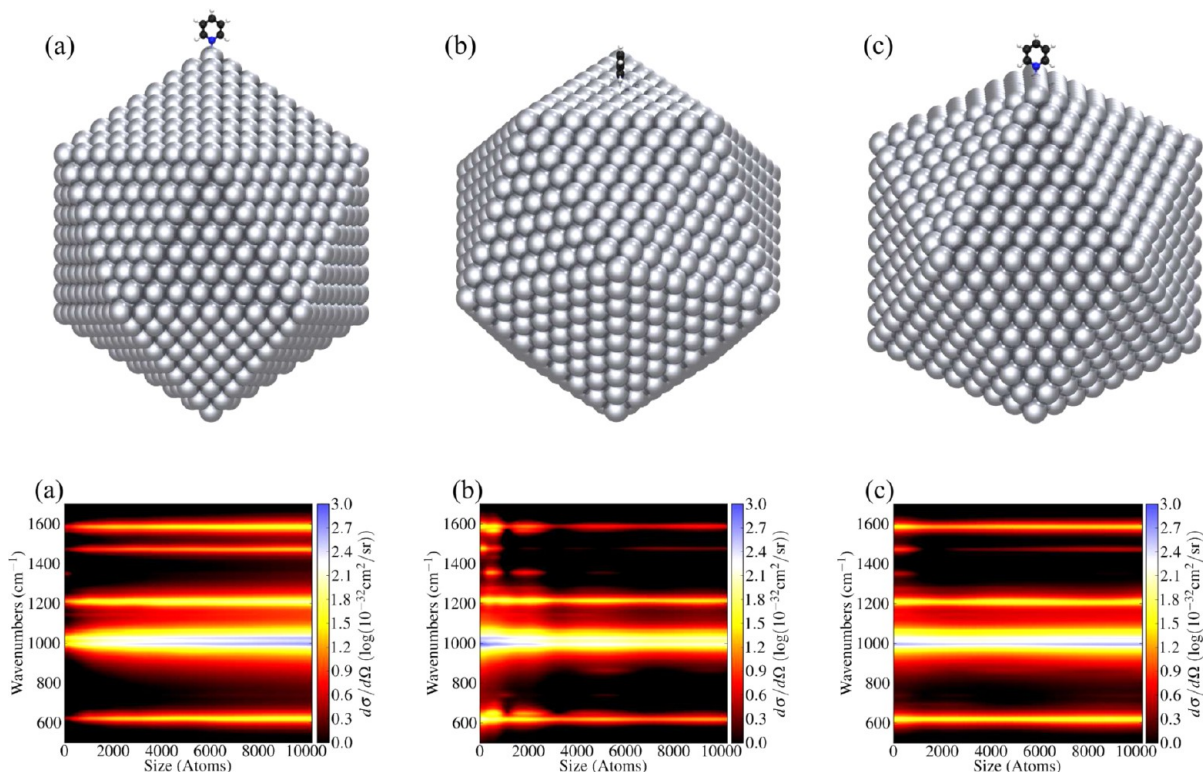 (a)
(b)
(c)
(a)
Wavenumbers (cm⁻¹)
1600
1400
1200
1000
800
600
0 2000 4000 6000 8000 10000
Size (Atoms)
3.0
2.7
2.4
2.1
1.8
1.5
1.2
0.9
0.6
0.3
0.0
dσ/dΩ (log(10⁻³²cm²/sr))
(b)
Wavenumbers (cm⁻¹)
1600
1400
1200
1000
800
600
0 2000 4000 6000 8000 10000
Size (Atoms)
3.0
2.7
2.4
2.1
1.8
1.5
1.2
0.9
0.6
0.3
0.0
dσ/dΩ (log(10⁻³²cm²/sr))
(c)
Wavenumbers (cm⁻¹)
1600
1400
1200
1000
800
600
0 2000 4000 6000 8000 10000
Size (Atoms)
3.0
2.7
2.4
2.1
1.8
1.5
1.2
0.9
0.6
0.3
0.0
dσ/dΩ (log(10⁻³²cm²/sr))